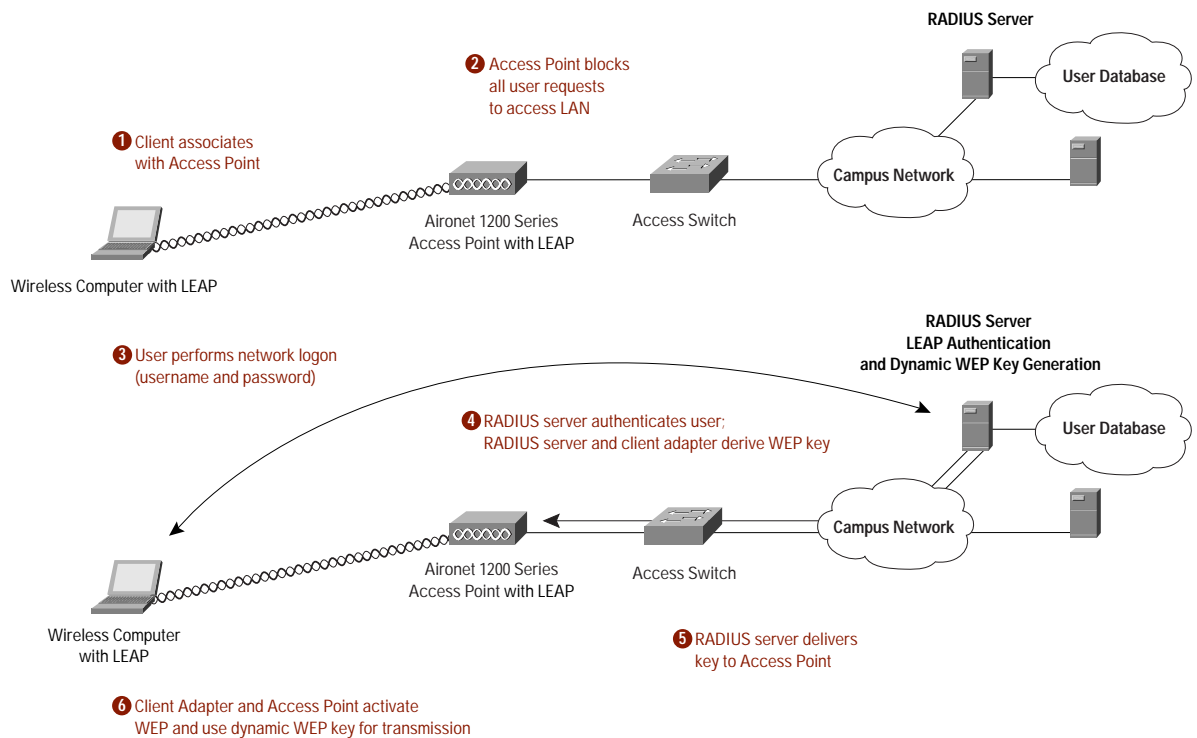 RADIUS Server
2 Access Point blocks
all user requests
to access LAN
User Database
1 Client associates
with Access Point
Campus Network
Aironet 1200 Series
Access Point with LEAP
Access Switch
Wireless Computer with LEAP
RADIUS Server
LEAP Authentication
and Dynamic WEP Key Generation
3 User performs network logon
(username and password)
4 RADIUS server authenticates user;
RADIUS server and client adapter derive WEP key
User Database
Campus Network
Aironet 1200 Series
Access Point with LEAP
Access Switch
Wireless Computer
with LEAP
5 RADIUS server delivers
key to Access Point
6 Client Adapter and Access Point activate
WEP and use dynamic WEP key for transmission